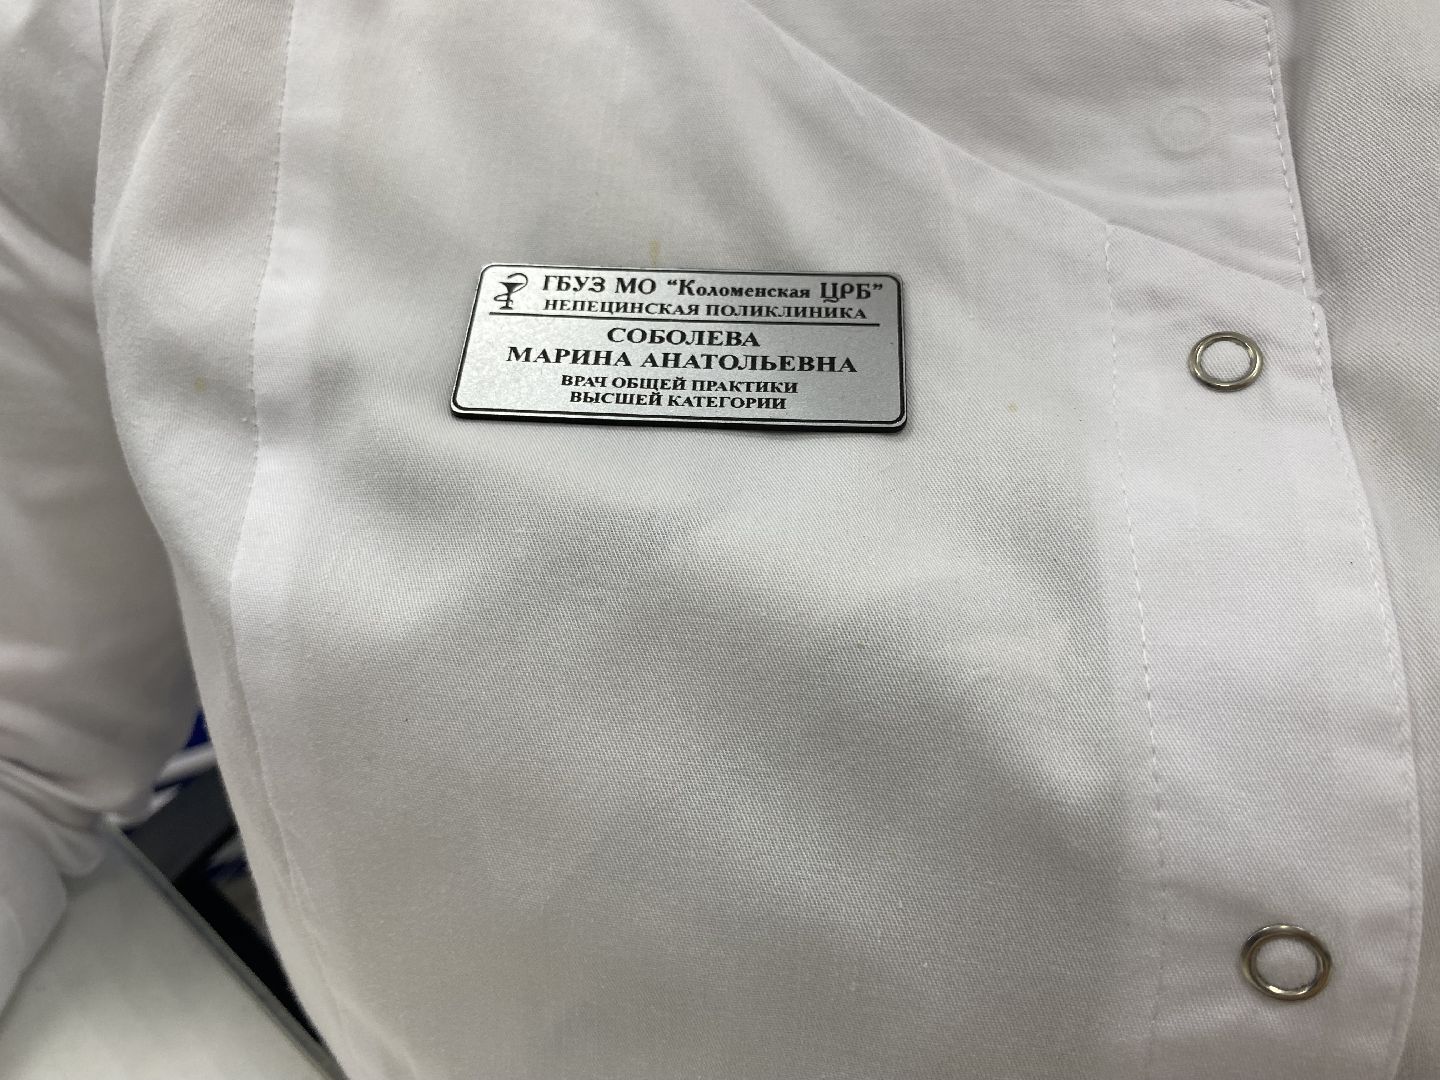 ГБУЗ МО “Коломенская ЦРБ”
НЕПЕЦИНСКАЯ ПОЛИКЛИНИКА
СОБОЛЕВА
МАРИНА АНАТОЛЬЕВНА
ВРАЧ ОБЩЕЙ ПРАКТИКИ
ВЫСШЕЙ КАТЕГОРИИ